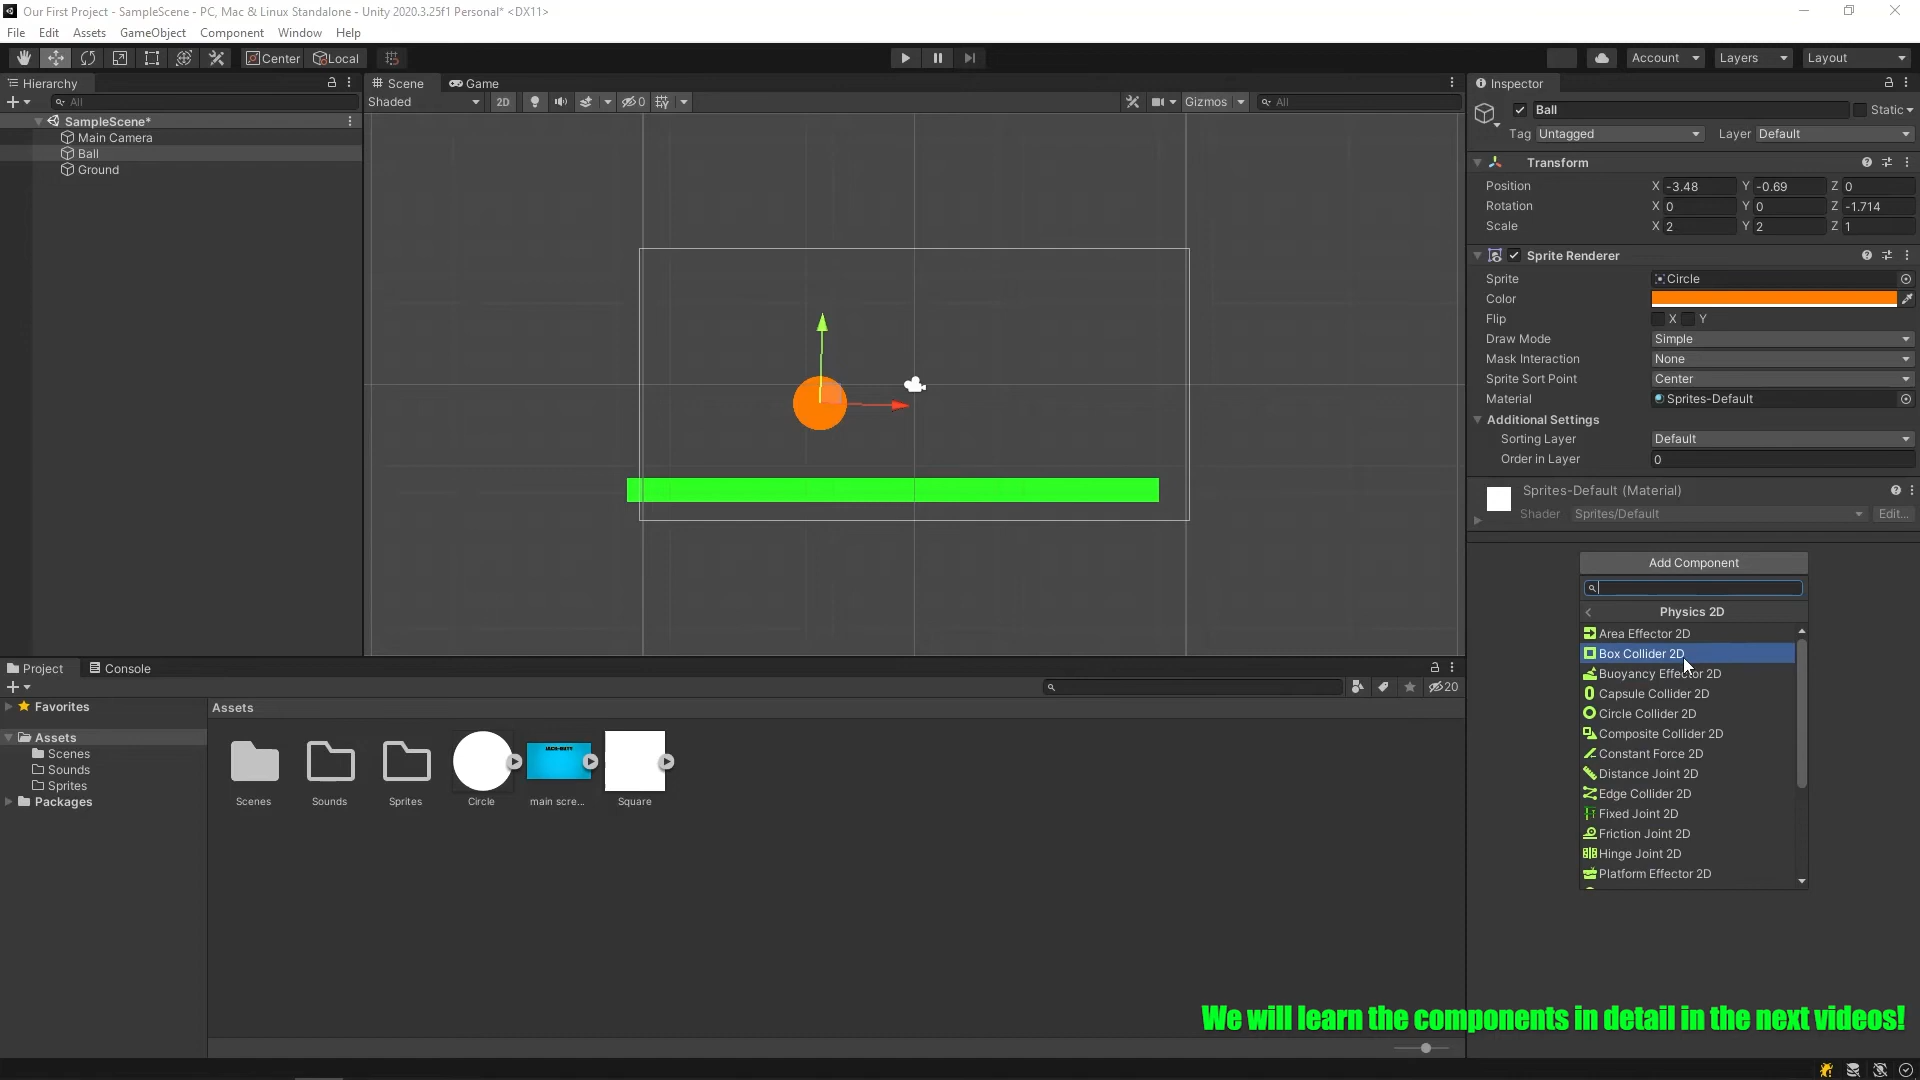 Our First Project - SampleScene - PC, Mac & Linux Standalone - Unity 2020.3.25f1 Personal* <DX11>
File Edit Assets GameObject Component Window Help
Center Local Account Layers Layout
Hierarchy
All
SampleScene*
Main Camera
Ball
Ground
Scene Game
Shaded 2D 0 Gizmos All
Inspector
Ball Static
Tag Untagged Layer Default
Transform
Position X -3.48 Y -0.69 Z 0
Rotation X 0 Y 0 Z -1.714
Scale X 2 Y 2 Z 1
Sprite Renderer
Sprite Circle
Color
Flip X Y
Draw Mode Simple
Mask Interaction None
Sprite Sort Point Center
Material Sprites-Default
Additional Settings
Sorting Layer Default
Order in Layer 0
Sprites-Default (Material)
Shader Sprites/Default Edit...
Add Component
Physics 2D
Area Effector 2D
Box Collider 2D
Buoyancy Effector 2D
Capsule Collider 2D
Circle Collider 2D
Composite Collider 2D
Constant Force 2D
Distance Joint 2D
Edge Collider 2D
Fixed Joint 2D
Friction Joint 2D
Hinge Joint 2D
Platform Effector 2D
Project Console
20
Favorites
Assets
Scenes
Sounds
Sprites
Packages
Assets
Scenes Sounds Sprites Circle main scre... Square
We will learn the components in detail in the next videos!